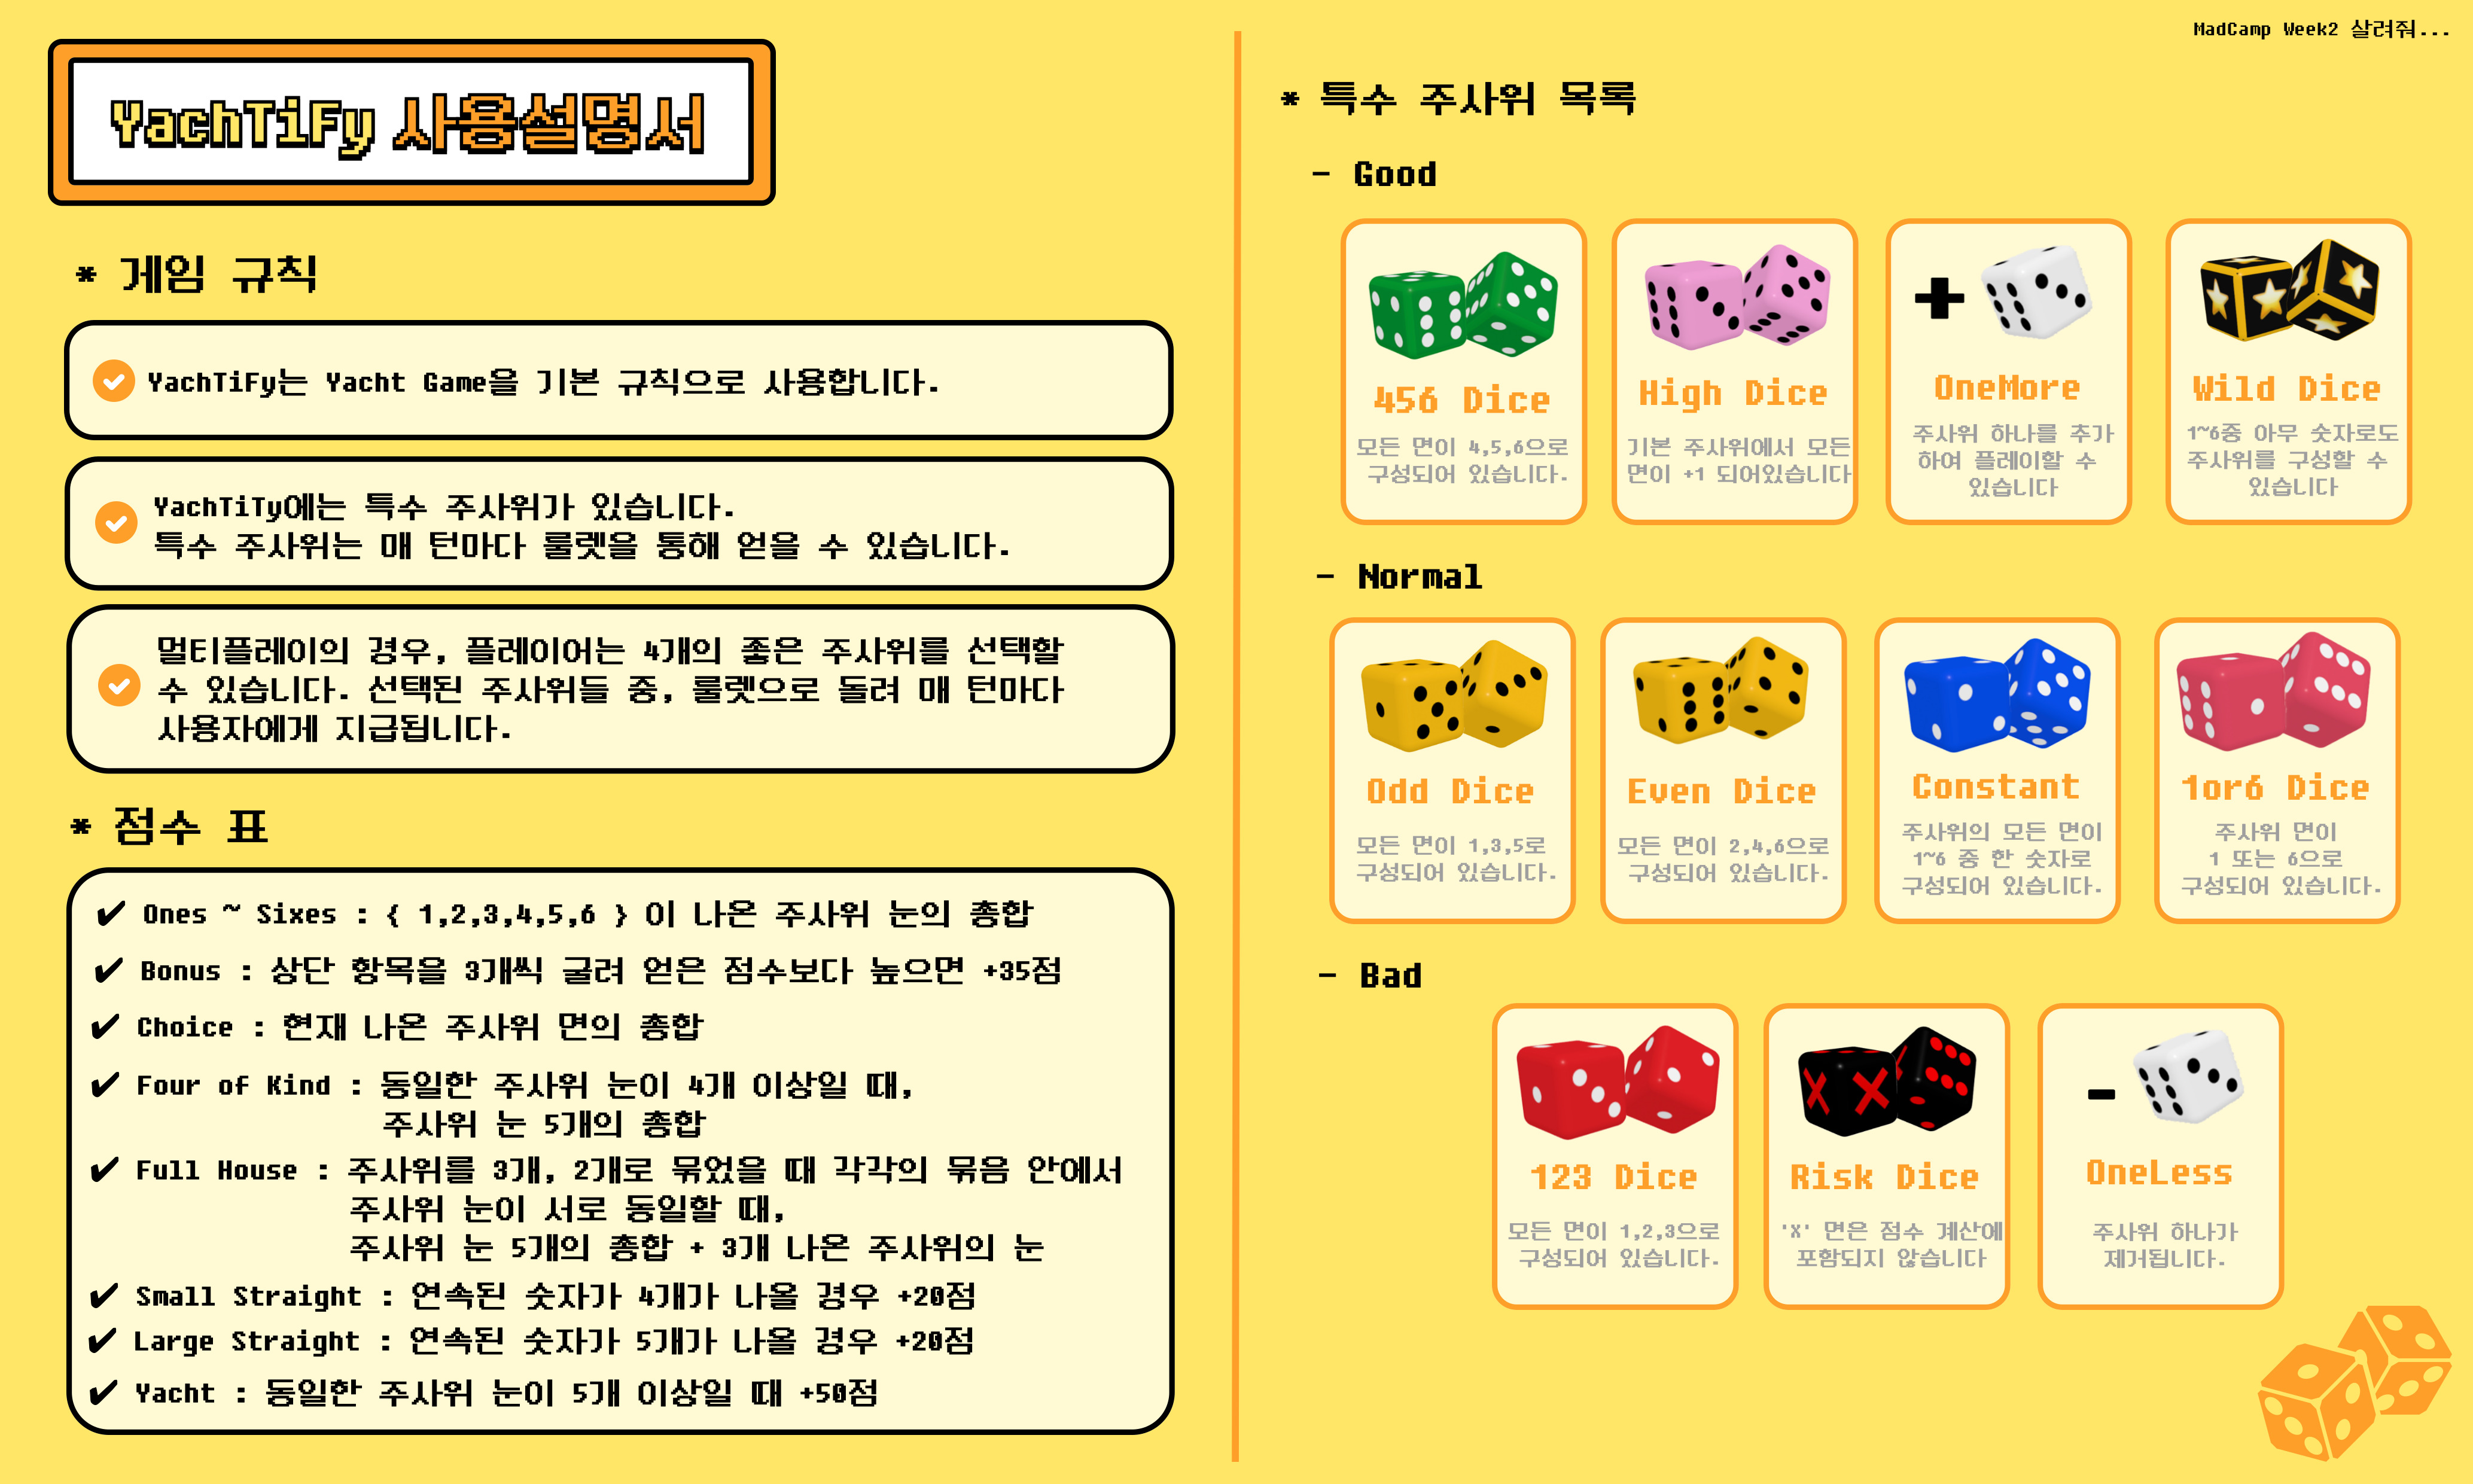 MadCamp Week2 살려줘...
YachTiFy 사용설명서
* 게임 규칙
YachTiFy는 Yacht Game을 기본 규칙으로 사용합니다.
YachTiTy에는 특수 주사위가 있습니다.
특수 주사위는 매 턴마다 룰렛을 통해 얻을 수 있습니다.
멀티플레이의 경우, 플레이어는 4개의 좋은 주사위를 선택할
수 있습니다. 선택된 주사위들 중, 룰렛으로 돌려 매 턴마다
사용자에게 지급됩니다.
* 점수 표
✔ Ones ~ Sixes : { 1,2,3,4,5,6 } 이 나온 주사위 눈의 총합
✔ Bonus : 상단 항목을 3개씩 굴려 얻은 점수보다 높으면 +35점
✔ Choice : 현재 나온 주사위 면의 총합
✔ Four of Kind : 동일한 주사위 눈이 4개 이상일 때,
주사위 눈 5개의 총합
✔ Full House : 주사위를 3개, 2개로 묶었을 때 각각의 묶음 안에서
주사위 눈이 서로 동일할 때,
주사위 눈 5개의 총합 + 3개 나온 주사위의 눈
✔ Small Straight : 연속된 숫자가 4개가 나올 경우 +20점
✔ Large Straight : 연속된 숫자가 5개가 나올 경우 +20점
✔ Yacht : 동일한 주사위 눈이 5개 이상일 때 +50점
* 특수 주사위 목록
- Good
456 Dice
모든 면이 4,5,6으로
구성되어 있습니다.
High Dice
기본 주사위에서 모든
면이 +1 되어있습니다
+
OneMore
주사위 하나를 추가
하여 플레이할 수
있습니다
Wild Dice
1~6중 아무 숫자로도
주사위를 구성할 수
있습니다
- Normal
Odd Dice
모든 면이 1,3,5로
구성되어 있습니다.
Even Dice
모든 면이 2,4,6으로
구성되어 있습니다.
Constant
주사위의 모든 면이
1~6 중 한 숫자로
구성되어 있습니다.
1or6 Dice
주사위 면이
1 또는 6으로
구성되어 있습니다.
- Bad
123 Dice
모든 면이 1,2,3으로
구성되어 있습니다.
X X
Risk Dice
'X' 면은 점수 계산에
포함되지 않습니다
-
OneLess
주사위 하나가
제거됩니다.